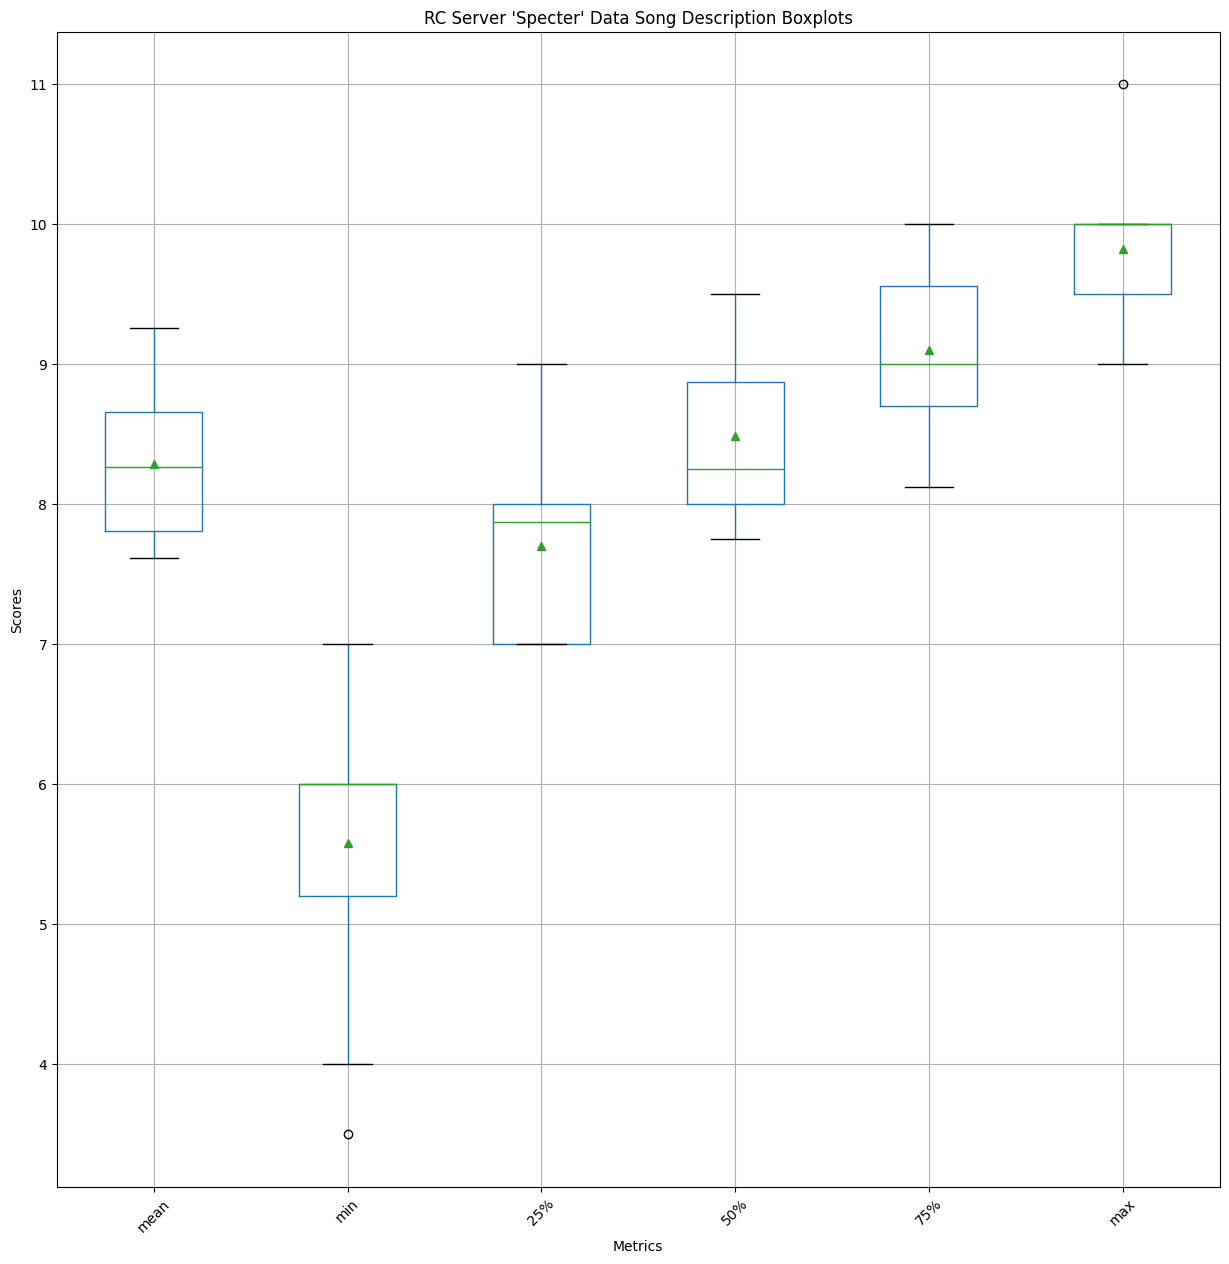 RC Server 'Specter' Data Song Description Boxplots
11
10
9
8
7
6
5
4
Scores
mean
min
25%
50%
75%
max
Metrics